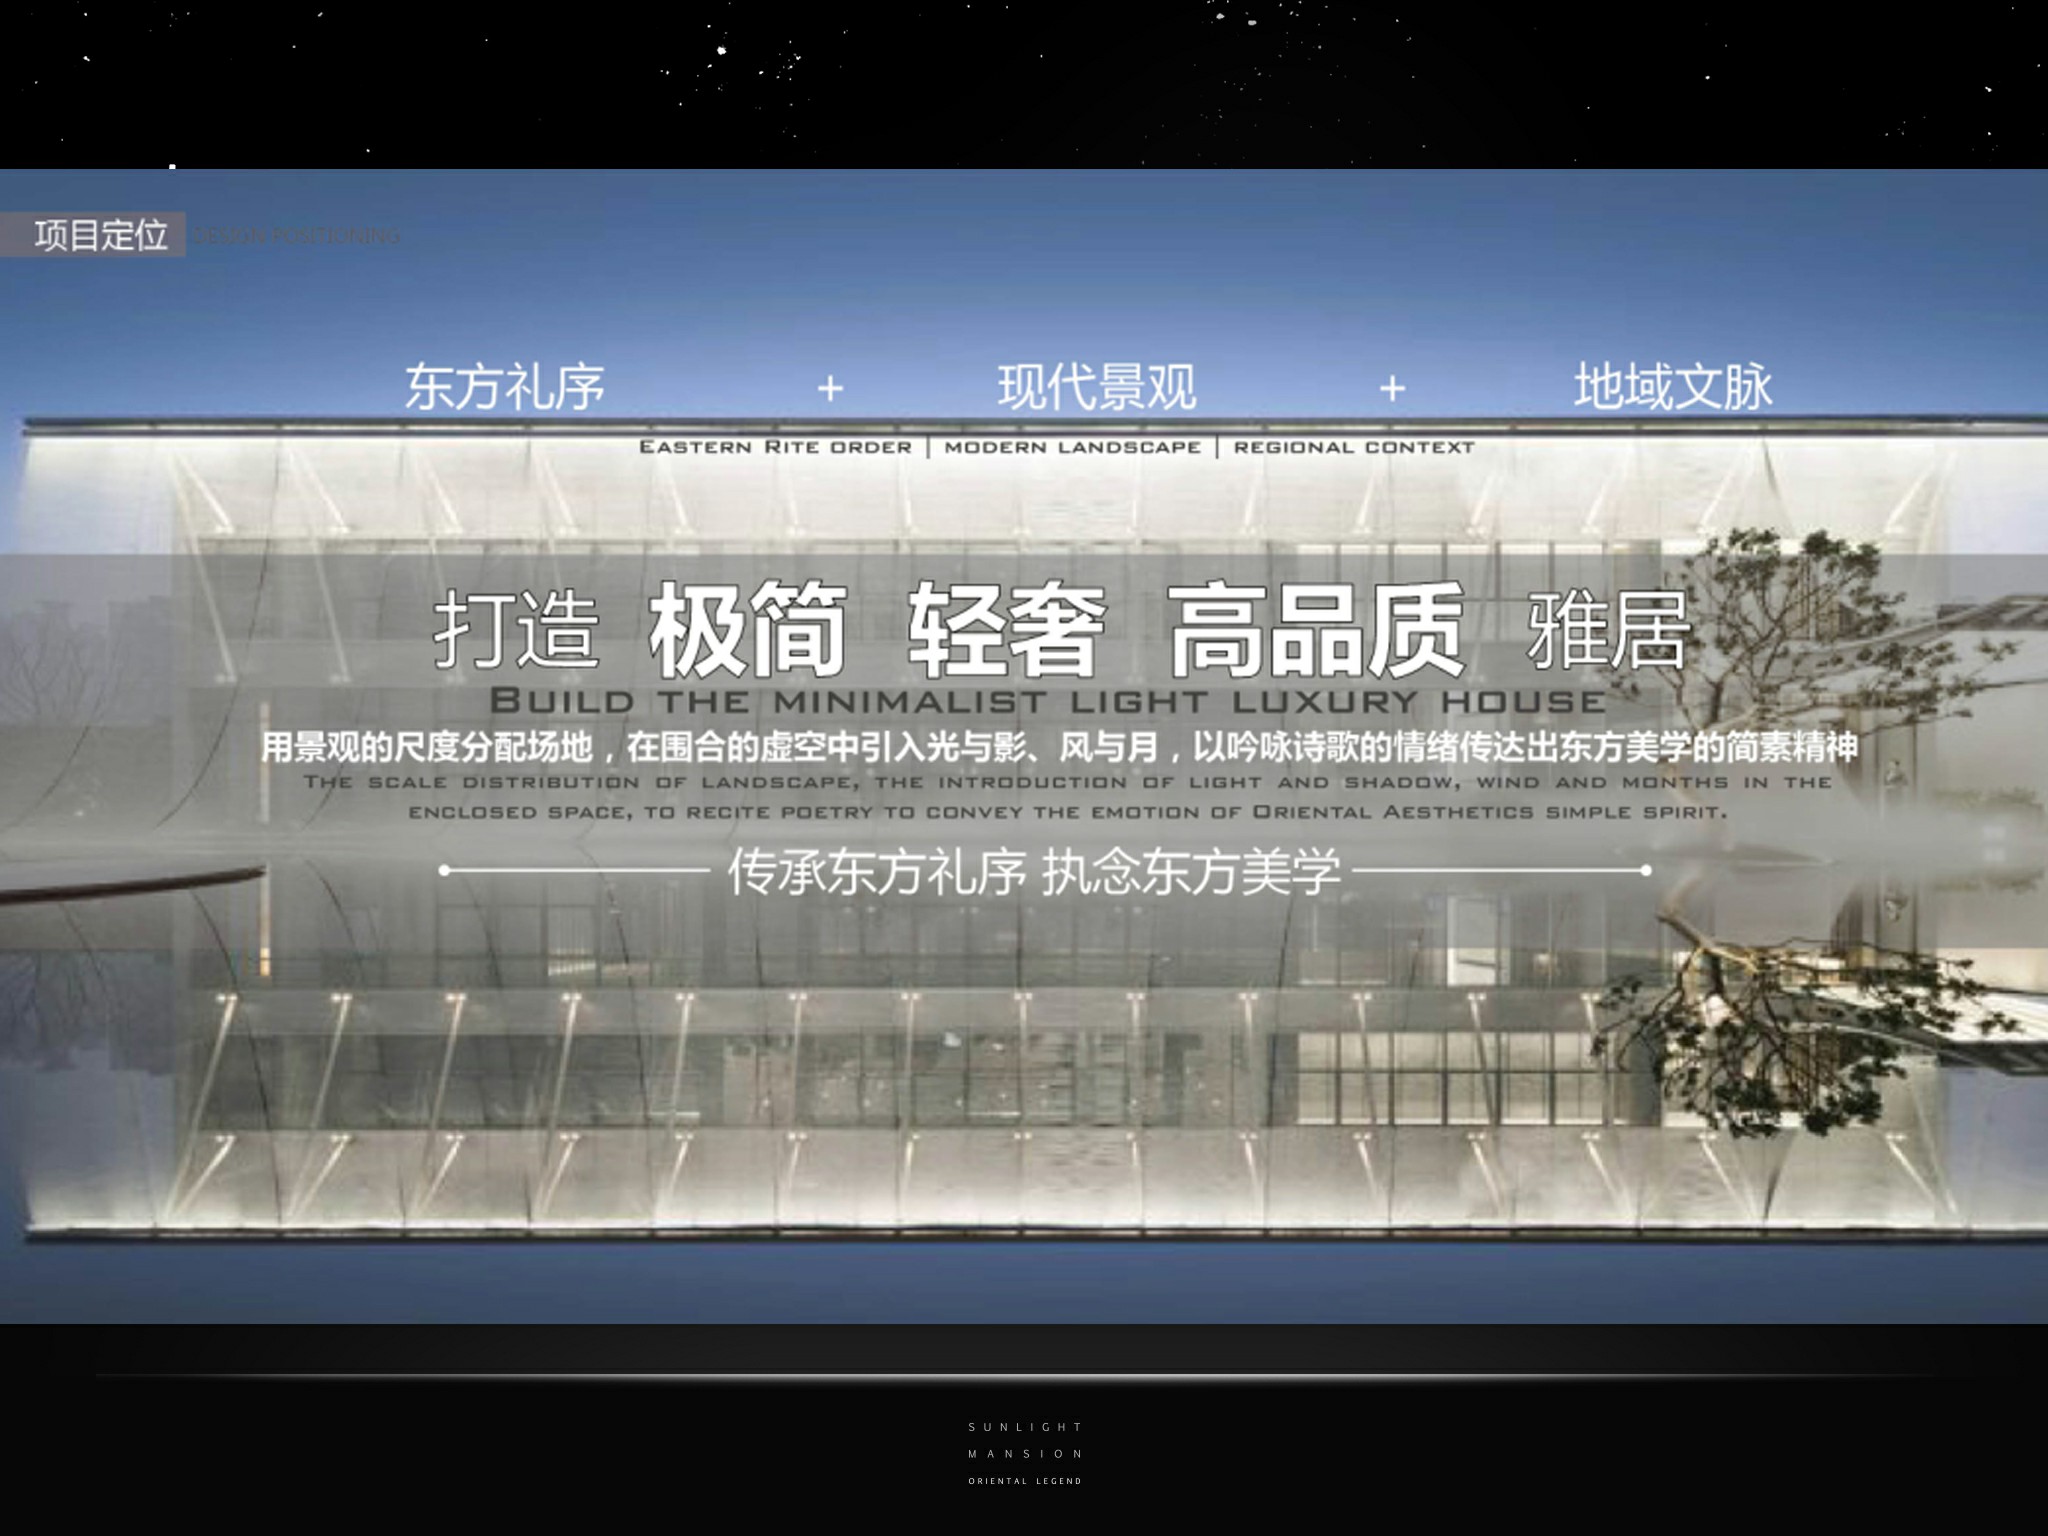 项目定位 DESIGN POSITIONING
东方礼序 + 现代景观 + 地域文脉
EASTERN RITE ORDER | MODERN LANDSCAPE | REGIONAL CONTEXT
打造 极简 轻奢 高品质 雅居
BUILD THE MINIMALIST LIGHT LUXURY HOUSE
用景观的尺度分配场地，在围合的虚空中引入光与影、风与月，以吟咏诗歌的情绪传达出东方美学的简素精神
THE SCALE DISTRIBUTION OF LANDSCAPE, THE INTRODUCTION OF LIGHT AND SHADOW, WIND AND MONTHS IN THE
ENCLOSED SPACE, TO RECITE POETRY TO CONVEY THE EMOTION OF ORIENTAL AESTHETICS SIMPLE SPIRIT.
传承东方礼序 执念东方美学
SUNLIGHT
MANSION
ORIENTAL LEGEND